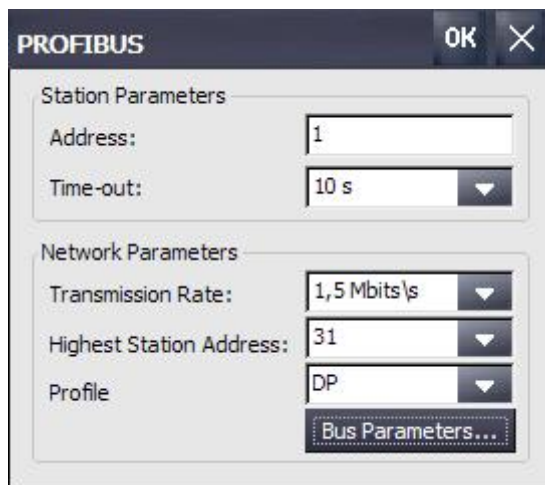 PROFIBUS OK
Station Parameters
Address: 1
Time-out: 10 s
Network Parameters
Transmission Rate: 1,5 Mbits\s
Highest Station Address: 31
Profile DP
Bus Parameters...